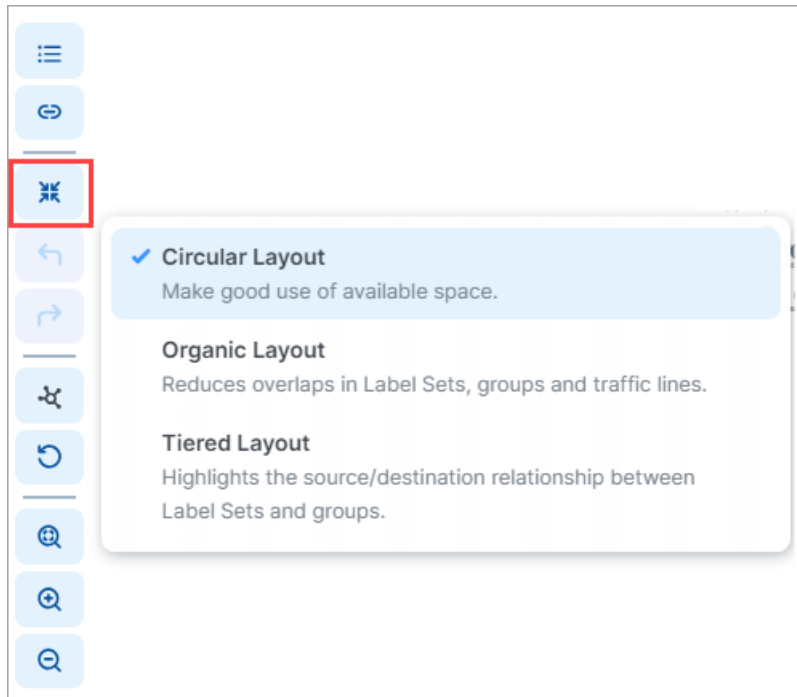 Circular Layout
Make good use of available space.
Organic Layout
Reduces overlaps in Label Sets, groups and traffic lines.
Tiered Layout
Highlights the source/destination relationship between
Label Sets and groups.